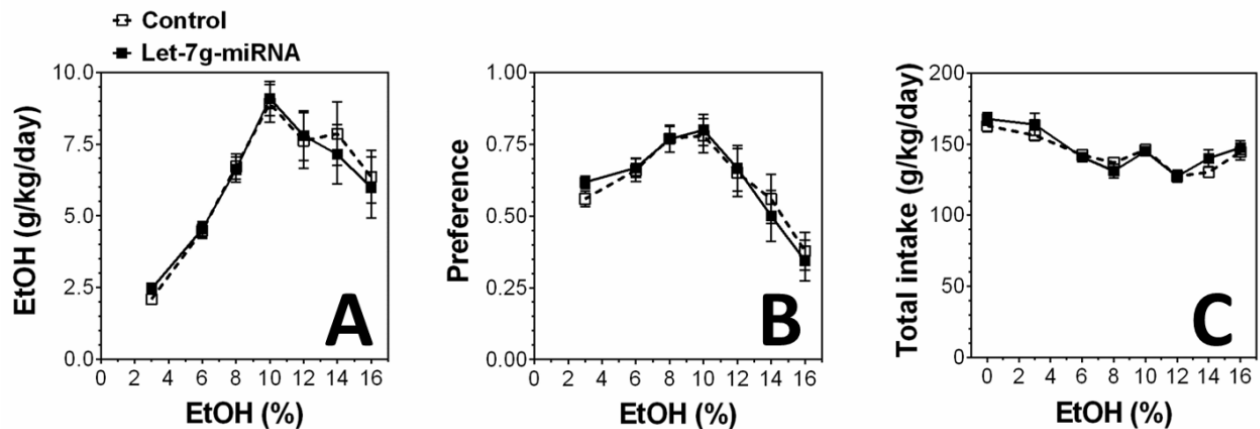 Control
Let-7g-miRNA
EtOH (g/kg/day)
10.0
7.5
5.0
2.5
0.0
0 2 4 6 8 10 12 14 16
EtOH (%)
A
Preference
1.00
0.75
0.50
0.25
0.00
0 2 4 6 8 10 12 14 16
EtOH (%)
B
Total intake (g/kg/day)
200
150
100
50
0
0 2 4 6 8 10 12 14 16
EtOH (%)
C